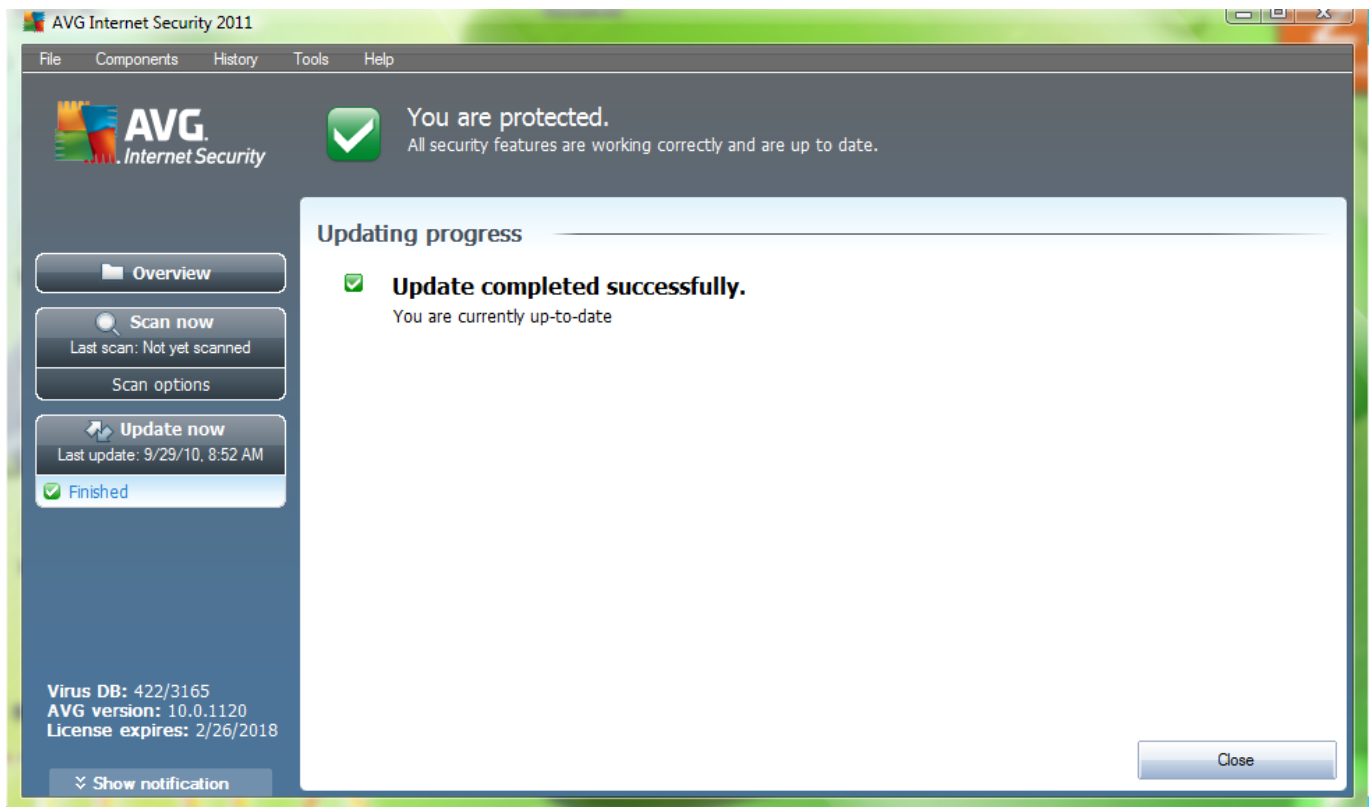 AVG Internet Security 2011
File Components History Tools Help
AVG.
Internet Security
You are protected.
All security features are working correctly and are up to date.
Updating progress
Update completed successfully.
You are currently up-to-date
Overview
Scan now
Last scan: Not yet scanned
Scan options
Update now
Last update: 9/29/10, 8:52 AM
Finished
Virus DB: 422/3165
AVG version: 10.0.1120
License expires: 2/26/2018
Show notification
Close